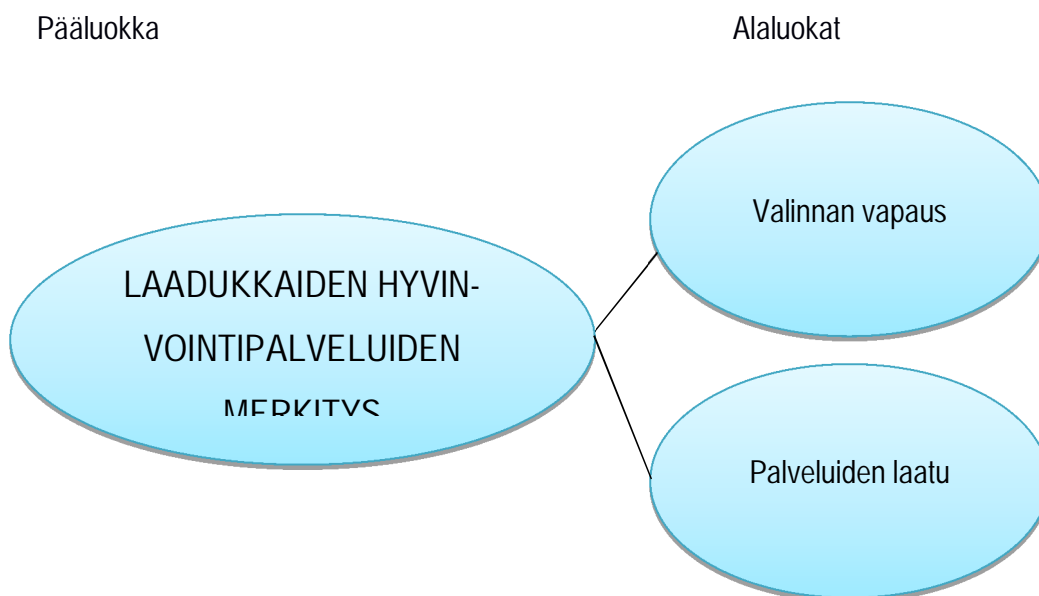 Pääluokka
Alaluokat
LAADUKKAIDEN HYVIN-
VOINTIPALVELUIDEN
MERKITYS
Valinnan vapaus
Palveluiden laatu